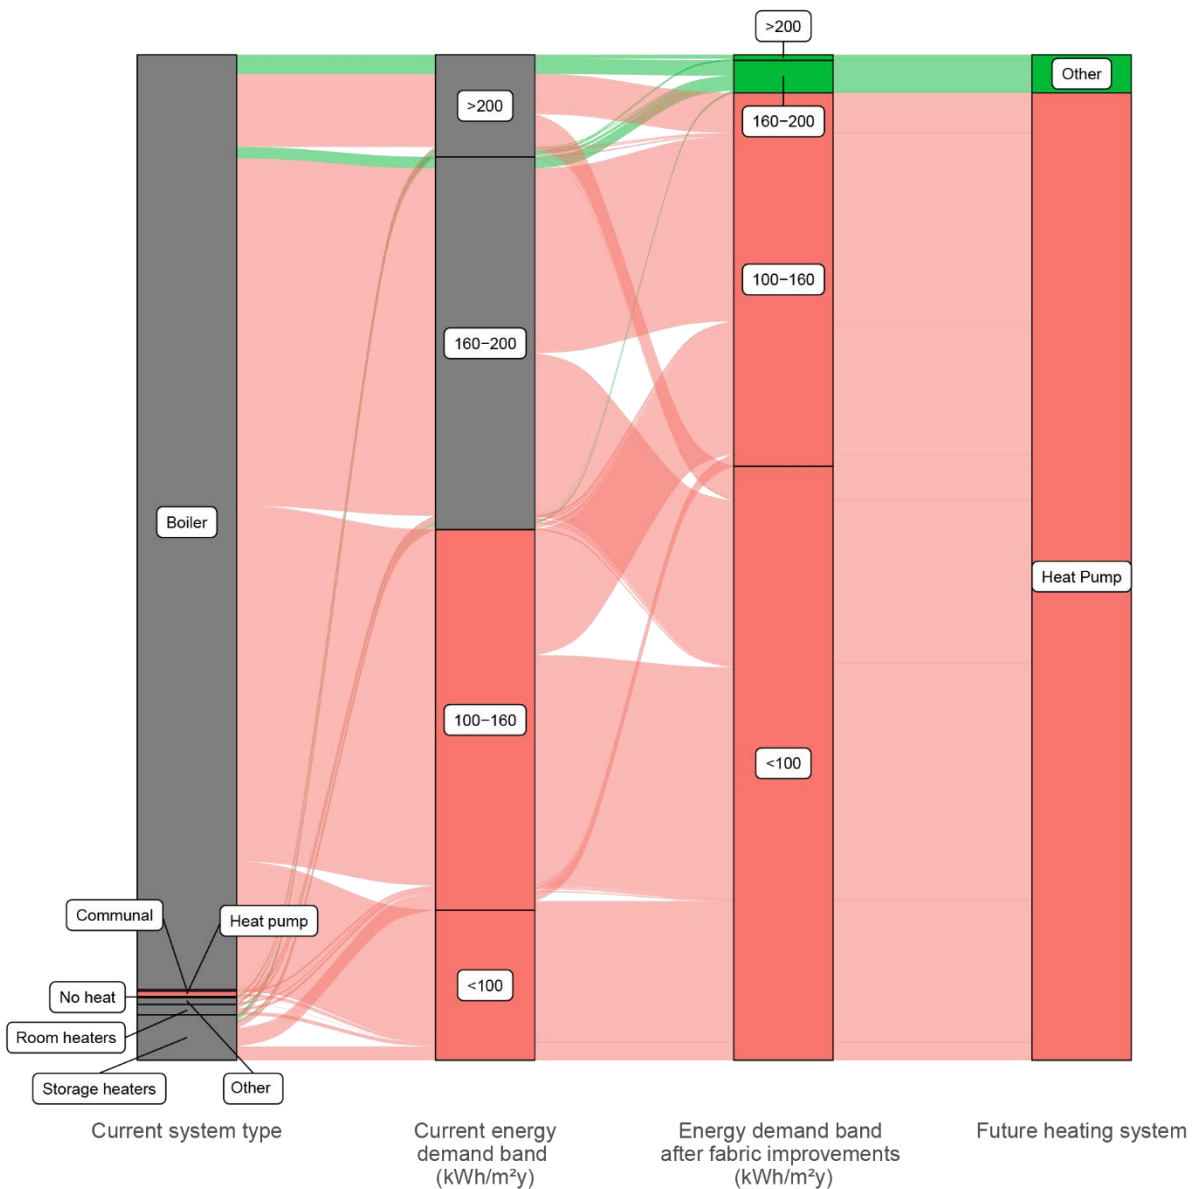 >200
Other
>200
160−200
100−160
160−200
Boiler
Heat Pump
100−160
<100
Communal
Heat pump
No heat
<100
Room heaters
Storage heaters
Other
Current system type
Current energy
demand band
(kWh/m²y)
Energy demand band
after fabric improvements
(kWh/m²y)
Future heating system